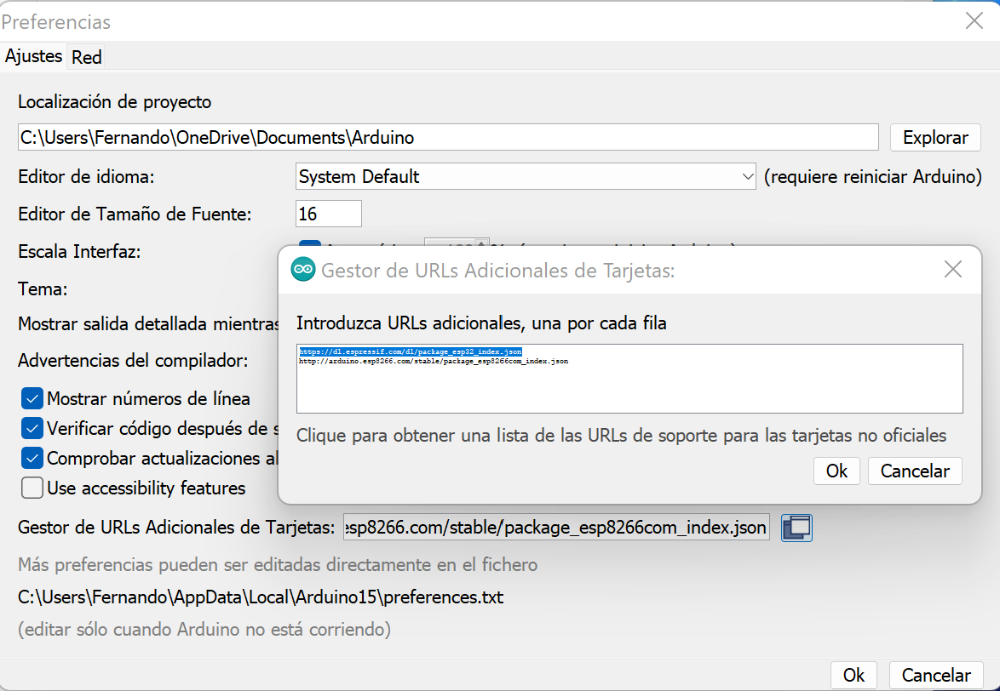 Preferencias
Ajustes Red
Localización de proyecto
C:\Users\Fernando\OneDrive\Documents\Arduino Explorar
Editor de idioma: System Default (requiere reiniciar Arduino)
Editor de Tamaño de Fuente: 16
Escala Interfaz:
Gestor de URLs Adicionales de Tarjetas:
Tema:
Introduzca URLs adicionales, una por cada fila
Mostrar salida detallada mientras
https://dl.espressif.com/dl/package_esp32_index.json
http://arduino.esp8266.com/stable/package_esp8266com_index.json
Advertencias del compilador:
Mostrar números de línea
Verificar código después de s
Clique para obtener una lista de las URLs de soporte para las tarjetas no oficiales
Comprobar actualizaciones al
Ok Cancelar
Use accessibility features
Gestor de URLs Adicionales de Tarjetas: esp8266.com/stable/package_esp8266com_index.json
Más preferencias pueden ser editadas directamente en el fichero
C:\Users\Fernando\AppData\Local\Arduino15\preferences.txt
(editar sólo cuando Arduino no está corriendo)
Ok Cancelar